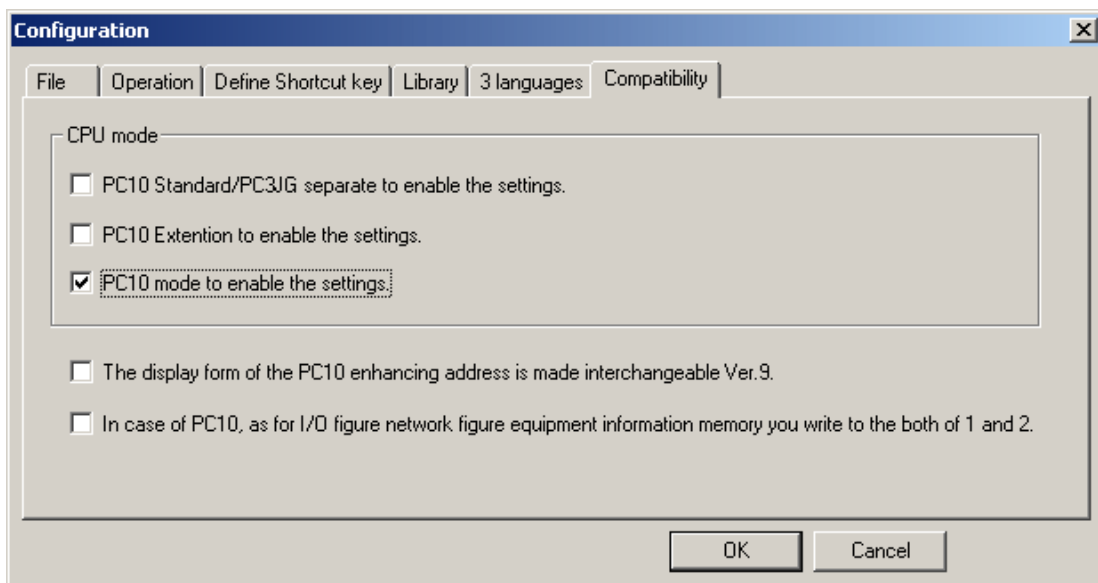 Configuration
File Operation Define Shortcut key Library 3 languages Compatibility
CPU mode
PC10 Standard/PC3JG separate to enable the settings.
PC10 Extention to enable the settings.
PC10 mode to enable the settings.
The display form of the PC10 enhancing address is made interchangeable Ver.9.
In case of PC10, as for I/O figure network figure equipment information memory you write to the both of 1 and 2.
OK Cancel